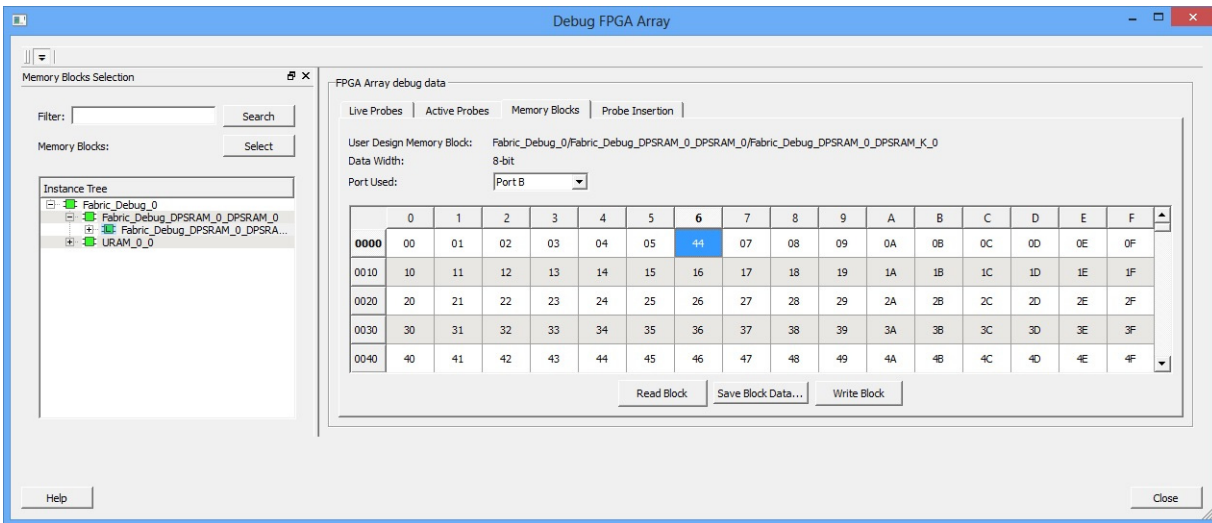 Debug FPGA Array
Memory Blocks Selection
Filter:
Search
Memory Blocks:
Select
Instance Tree
Fabric_Debug_0
Fabric_Debug_DPSRAM_0_DPSRAM_0
Fabric_Debug_DPSRAM_0_DPSRA...
URAM_0_0
FPGA Array debug data
Live Probes Active Probes Memory Blocks Probe Insertion
User Design Memory Block: Fabric_Debug_0/Fabric_Debug_DPSRAM_0_DPSRAM_0/Fabric_Debug_DPSRAM_0_DPSRAM_K_0
Data Width: 8-bit
Port Used: Port B
0 1 2 3 4 5 6 7 8 9 A B C D E F
0000 00 01 02 03 04 05 44 07 08 09 0A 0B 0C 0D 0E 0F
0010 10 11 12 13 14 15 16 17 18 19 1A 1B 1C 1D 1E 1F
0020 20 21 22 23 24 25 26 27 28 29 2A 2B 2C 2D 2E 2F
0030 30 31 32 33 34 35 36 37 38 39 3A 3B 3C 3D 3E 3F
0040 40 41 42 43 44 45 46 47 48 49 4A 4B 4C 4D 4E 4F
Read Block Save Block Data... Write Block
Help
Close